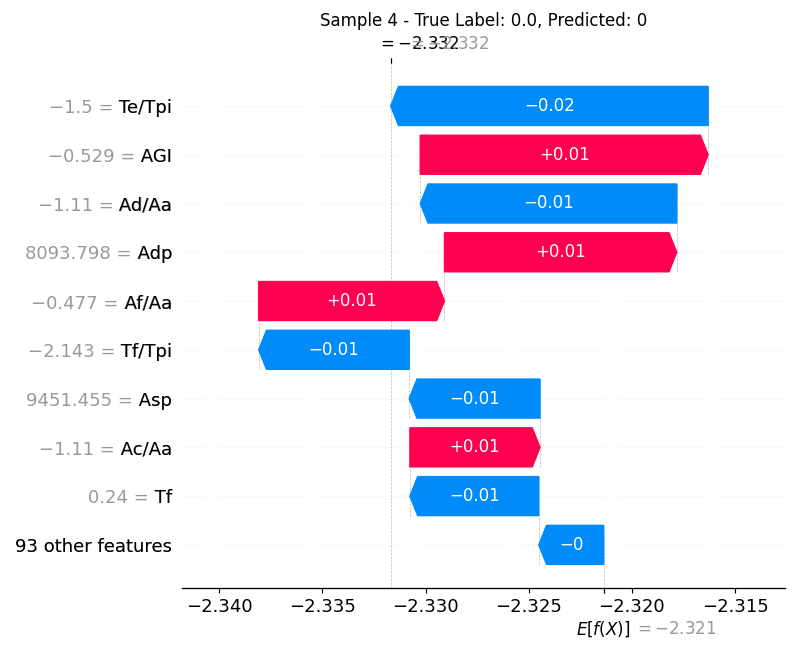 Sample 4 - True Label: 0.0, Predicted: 0
= −2.332
−1.5 = Te/Tpi −0.02
−0.529 = AGI +0.01
−1.11 = Ad/Aa −0.01
8093.798 = Adp +0.01
−0.477 = Af/Aa +0.01
−2.143 = Tf/Tpi −0.01
9451.455 = Asp −0.01
−1.11 = Ac/Aa +0.01
0.24 = Tf −0.01
93 other features −0
−2.340 −2.335 −2.330 −2.325 −2.320 −2.315
E[f(X)] = −2.321